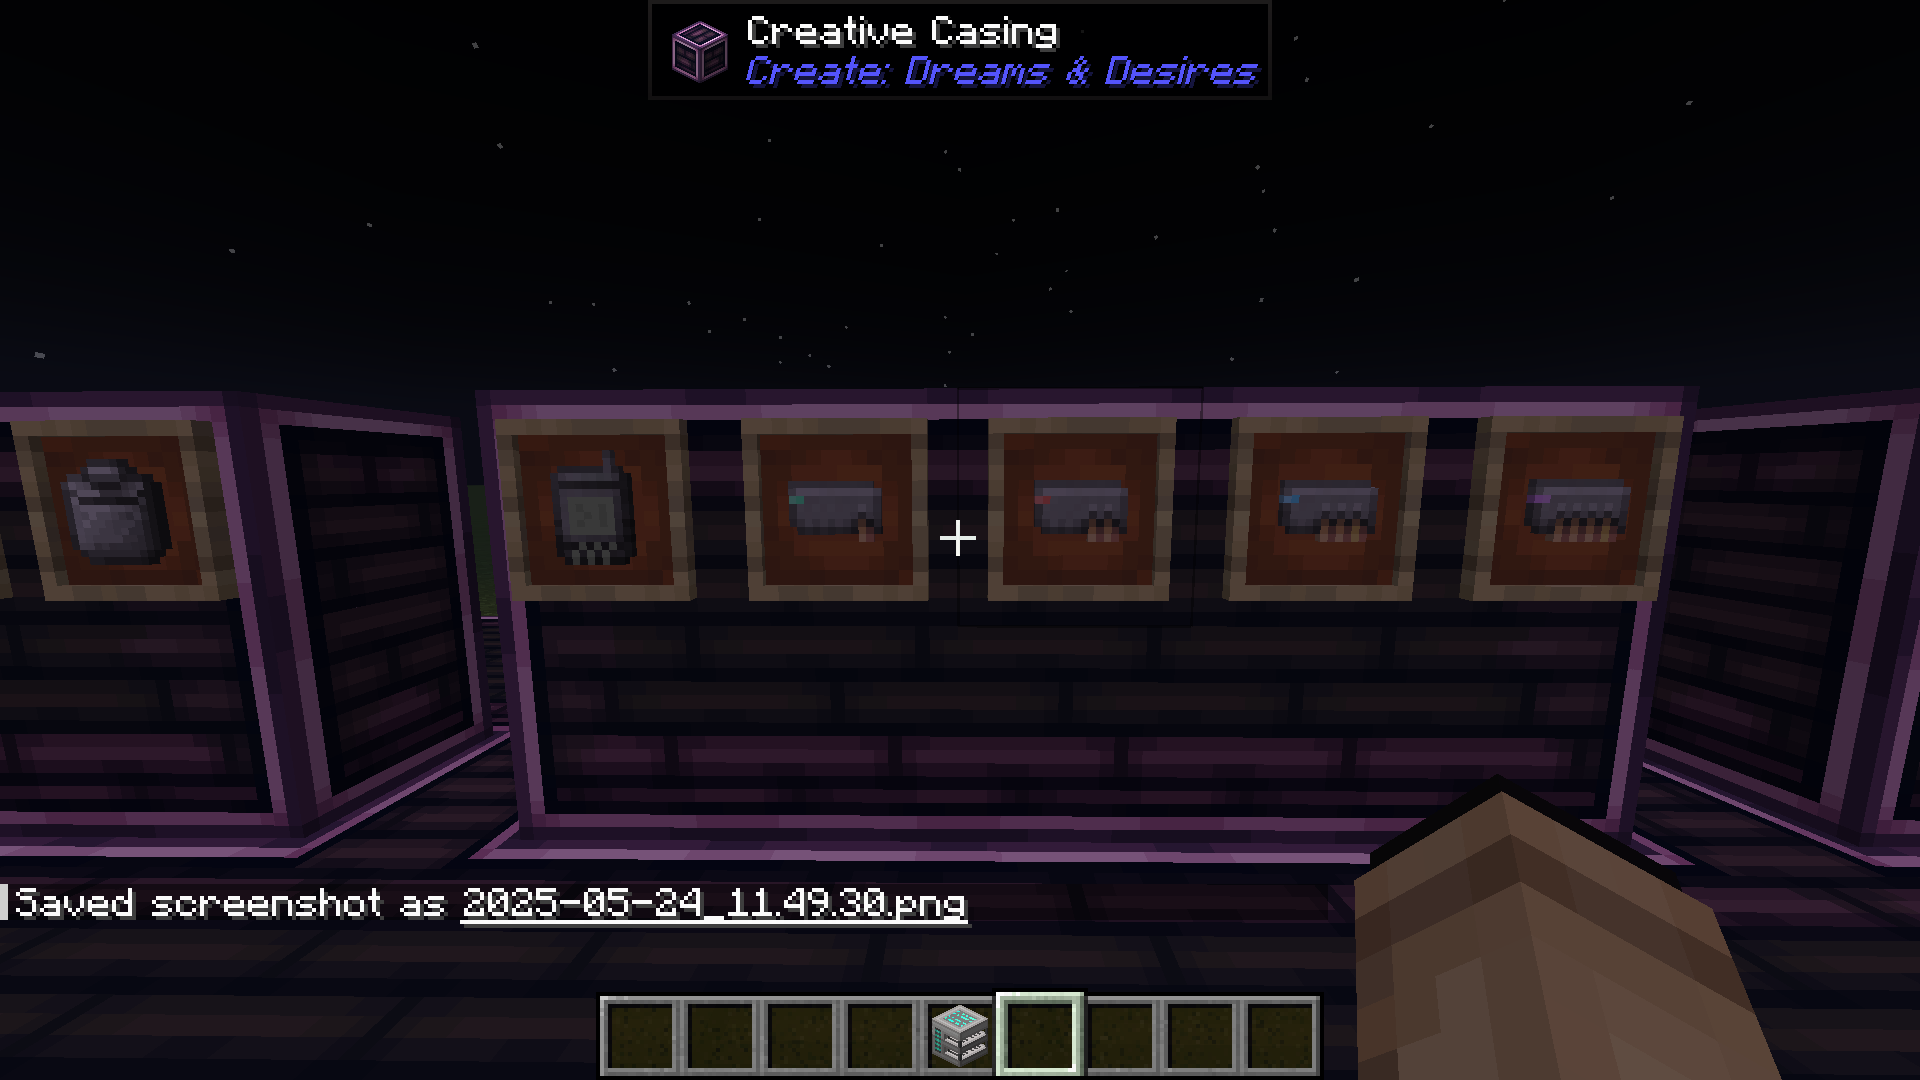 Creative Casing
Create: Dreams & Desires
Saved screenshot as 2025-05-24_11.49.30.png